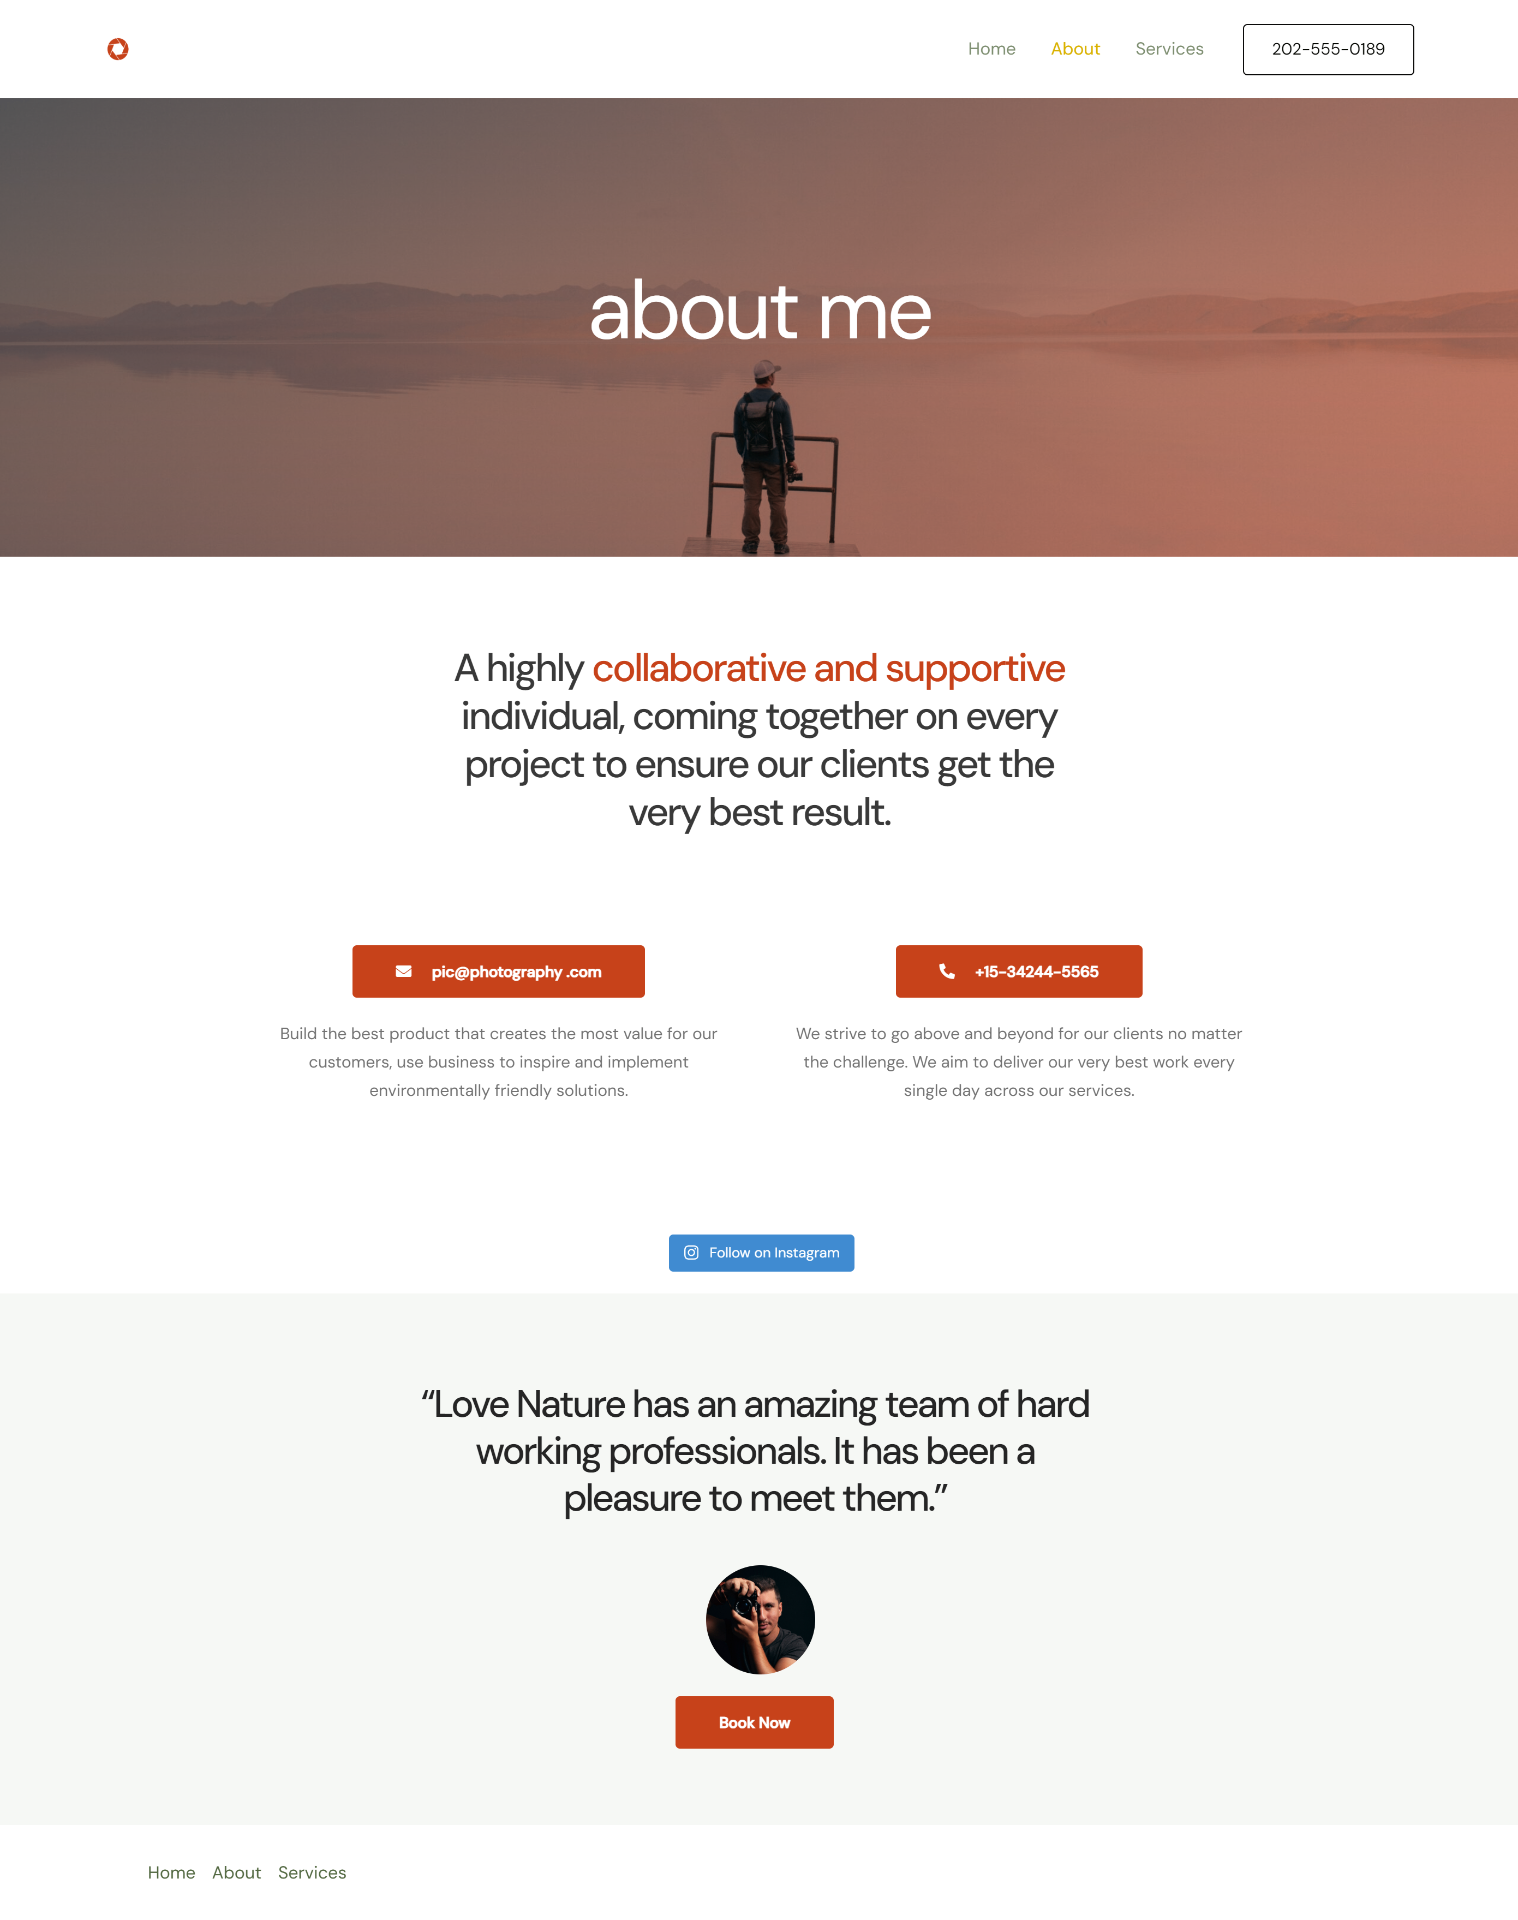 Home About Services 202-555-0189
about me
A highly collaborative and supportive
individual, coming together on every
project to ensure our clients get the
very best result.
pic@photography .com
Build the best product that creates the most value for our
customers, use business to inspire and implement
environmentally friendly solutions.
+15-34244-5565
We strive to go above and beyond for our clients no matter
the challenge. We aim to deliver our very best work every
single day across our services.
Follow on Instagram
“Love Nature has an amazing team of hard
working professionals. It has been a
pleasure to meet them.”
Book Now
Home About Services